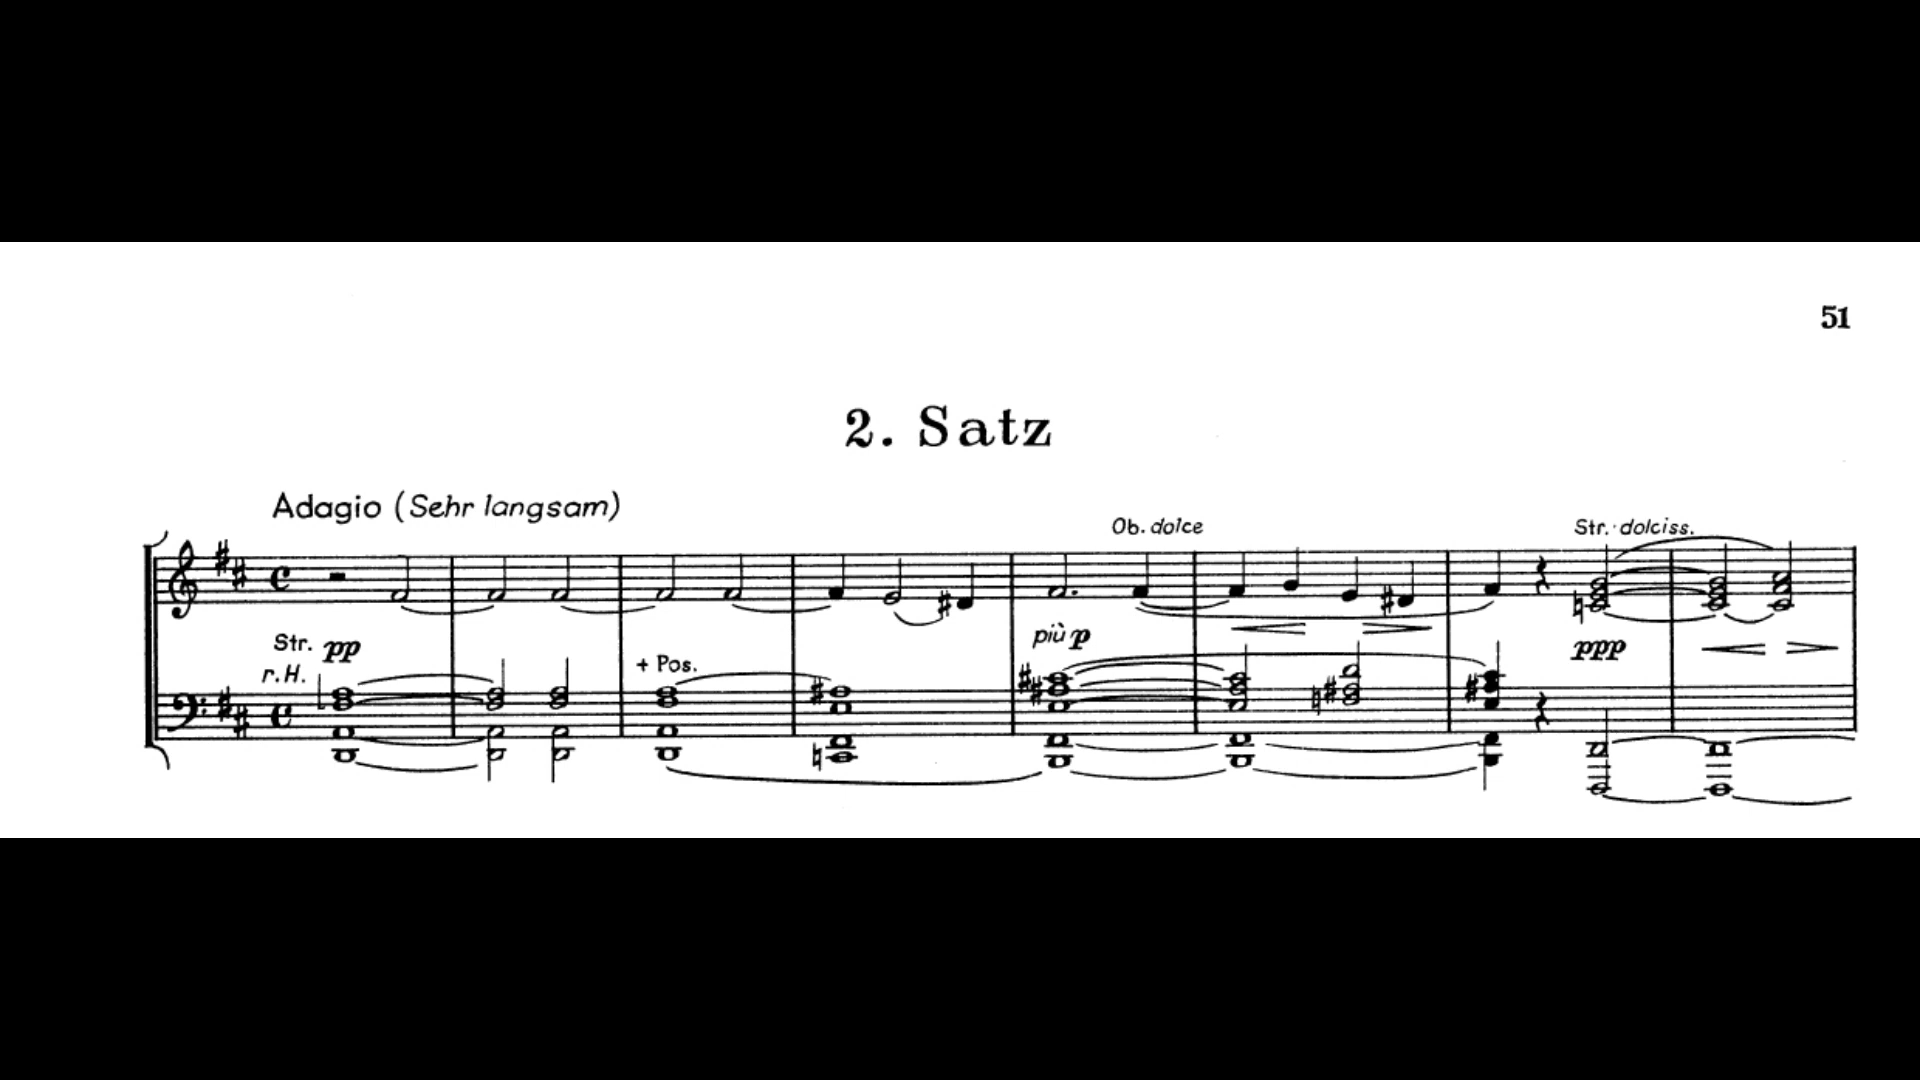 51
2. Satz
Adagio (Sehr langsam)
Ob. dolce
Str. dolciss.
Str. pp
r.H.
+ Pos.
più p
ppp